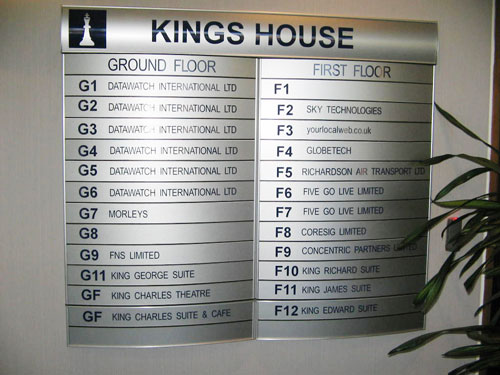 KINGS HOUSE
GROUND FLOOR
G1 DATAWATCH INTERNATIONAL LTD
G2 DATAWATCH INTERNATIONAL LTD
G3 DATAWATCH INTERNATIONAL LTD
G4 DATAWATCH INTERNATIONAL LTD
G5 DATAWATCH INTERNATIONAL LTD
G6 DATAWATCH INTERNATIONAL LTD
G7 MORLEYS
G8
G9 FNS LIMITED
G11 KING GEORGE SUITE
GF KING CHARLES THEATRE
GF KING CHARLES SUITE & CAFE
FIRST FLOOR
F1
F2 SKY TECHNOLOGIES
F3 yourlocalweb.co.uk
F4 GLOBETECH
F5 RICHARDSON AIR TRANSPORT LTD
F6 FIVE GO LIVE LIMITED
F7 FIVE GO LIVE LIMITED
F8 CORESIG LIMITED
F9 CONCENTRIC PARTNERS LIMITED
F10 KING RICHARD SUITE
F11 KING JAMES SUITE
F12 KING EDWARD SUITE